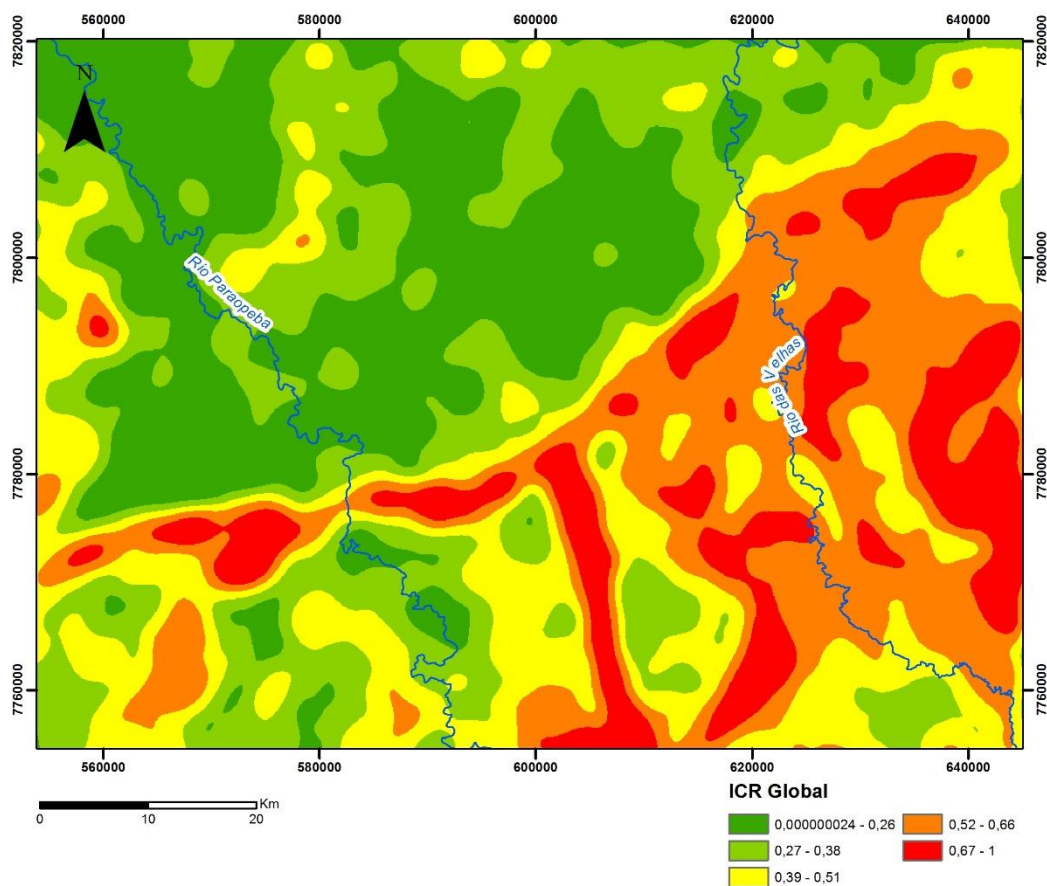 560000 580000 600000 620000 640000
7820000 7820000
N
7800000 7800000
Rio Paraopeba
Rio das Velhas
7780000 7780000
7760000 7760000
560000 580000 600000 620000 640000
Km
0 10 20
ICR Global
0,000000024 - 0,26 0,52 - 0,66
0,27 - 0,38 0,67 - 1
0,39 - 0,51